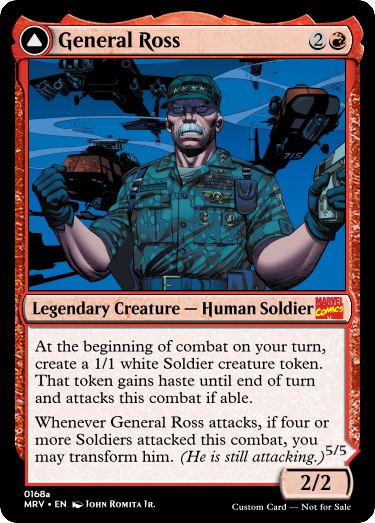 General Ross 2
715
Legendary Creature — Human Soldier MARVEL COMICS
At the beginning of combat on your turn,
create a 1/1 white Soldier creature token.
That token gains haste until end of turn
and attacks this combat if able.
Whenever General Ross attacks, if four or
more Soldiers attacked this combat, you
may transform him. (He is still attacking.) 5/5
2/2
0168a
MRV • EN JOHN ROMITA JR.
Custom Card — Not for Sale